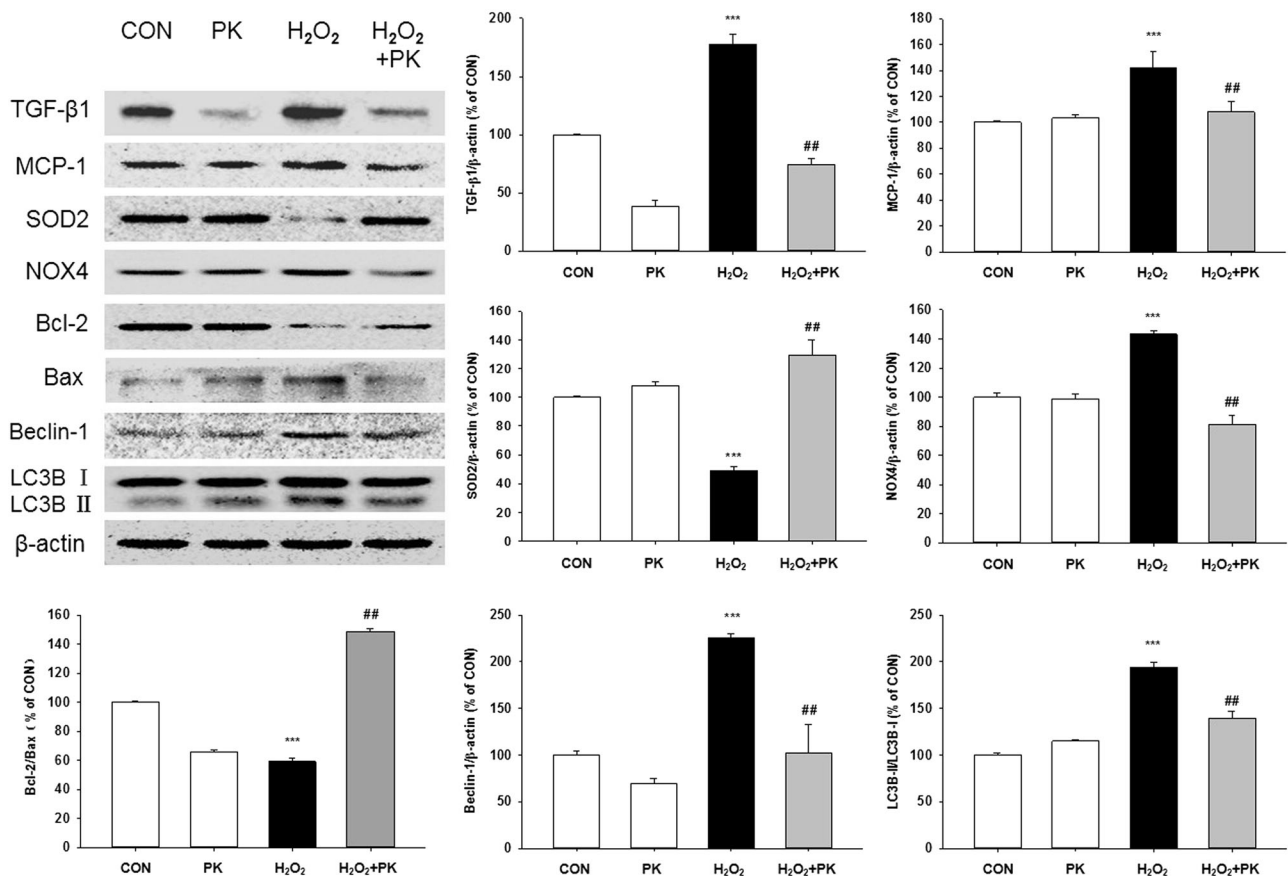 CON PK H₂O₂ H₂O₂
+PK
TGF-β1
MCP-1
SOD2
NOX4
Bcl-2
Bax
Beclin-1
LC3B Ⅰ
LC3B Ⅱ
β-actin
TGF-β1/β-actin (% of CON)
200
150
100
50
0
***
##
CON PK H₂O₂ H₂O₂+PK
MCP-1/β-actin (% of CON)
180
160
140
120
100
80
60
40
20
0
***
##
CON PK H₂O₂ H₂O₂+PK
SOD2/β-actin (% of CON)
160
140
120
100
80
60
40
20
0
***
##
CON PK H₂O₂ H₂O₂+PK
NOX4/β-actin (% of CON)
160
140
120
100
80
60
40
20
0
***
##
CON PK H₂O₂ H₂O₂+PK
Bcl-2/Bax ( % of CON)
160
140
120
100
80
60
40
20
0
***
##
CON PK H₂O₂ H₂O₂+PK
Beclin-1/β-actin (% of CON)
250
200
150
100
50
0
***
##
CON PK H₂O₂ H₂O₂+PK
LC3B-II/LC3B-I (% of CON)
250
200
150
100
50
0
***
##
CON PK H₂O₂ H₂O₂+PK